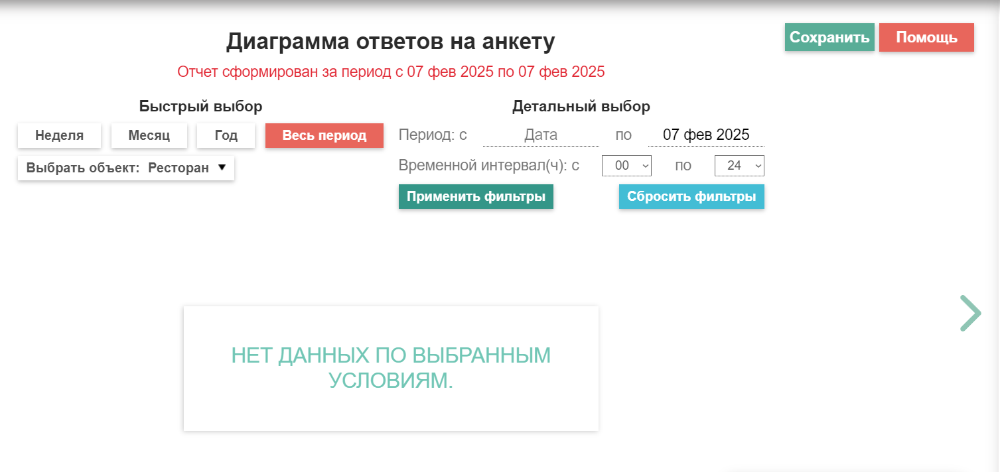 Диаграмма ответов на анкету
Сохранить
Помощь
Отчет сформирован за период с 07 фев 2025 по 07 фев 2025
Быстрый выбор
Неделя
Месяц
Год
Весь период
Выбрать объект: Ресторан ▼
Детальный выбор
Период: с Дата по 07 фев 2025
Временной интервал(ч): с 00 по 24
Применить фильтры
Сбросить фильтры
НЕТ ДАННЫХ ПО ВЫБРАННЫМ
УСЛОВИЯМ.